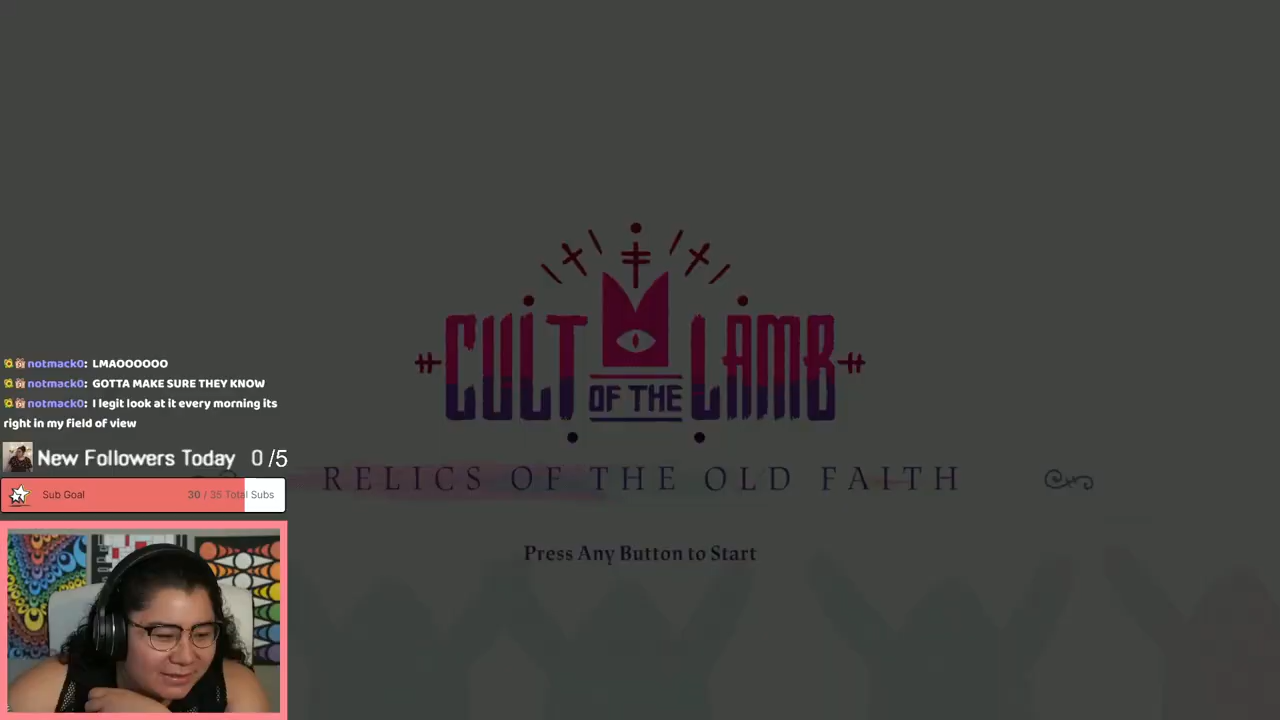 CULT OF THE LAMB
RELICS OF THE OLD FAITH
Press Any Button to Start
notmack0: LMAOOOOOO
notmack0: GOTTA MAKE SURE THEY KNOW
notmack0: I legit look at it every morning its
right in my field of view
New Followers Today 0 /5
Sub Goal 30 / 35 Total Subs